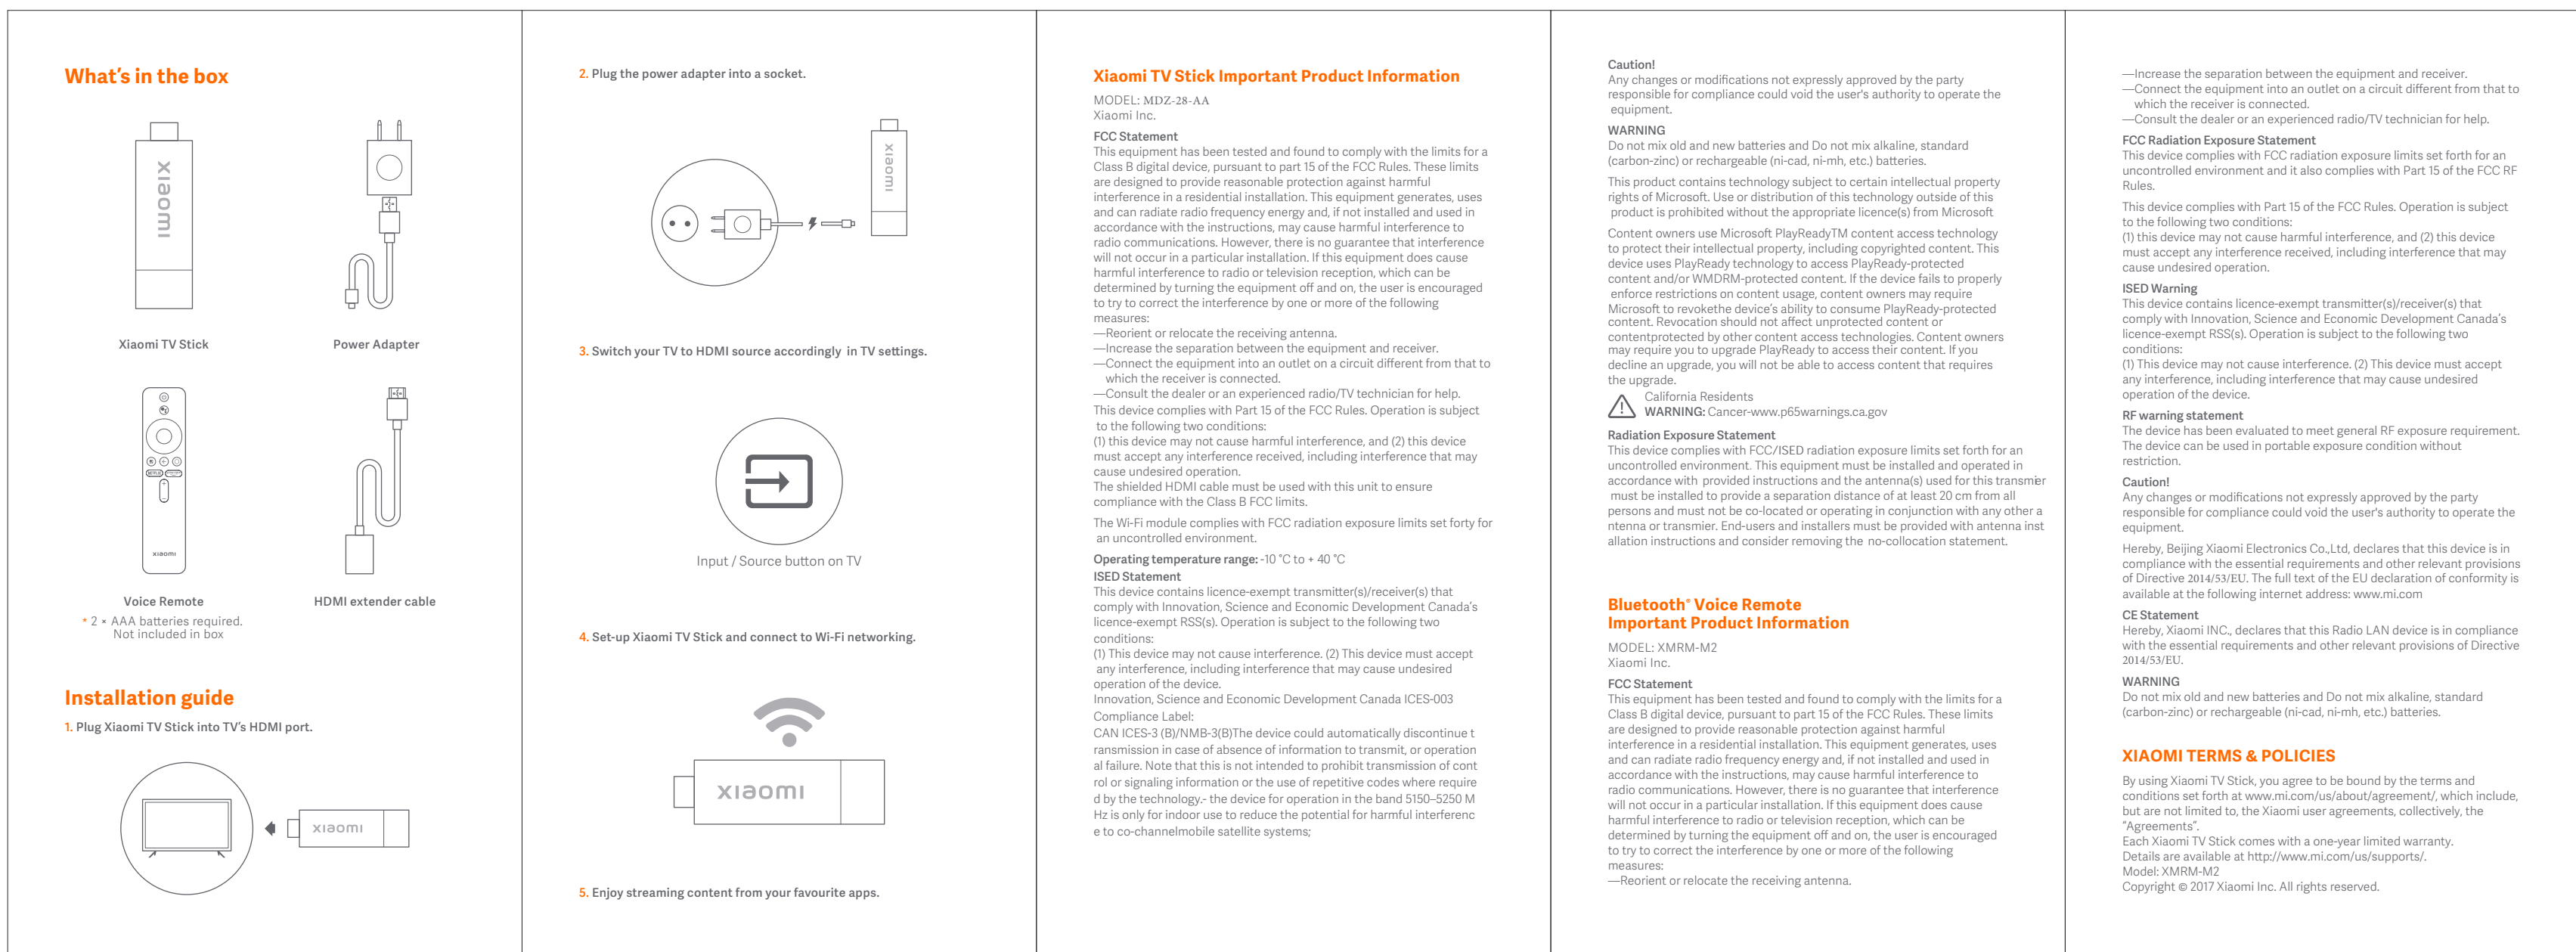 What's in the box
xiaomi
Xiaomi TV Stick
Power Adapter
NETFLIX
xiaomi
Voice Remote
* 2 × AAA batteries required.
Not included in box
HDMI extender cable
Installation guide
1. Plug Xiaomi TV Stick into TV's HDMI port.
xiaomi
2. Plug the power adapter into a socket.
xiaomi
3. Switch your TV to HDMI source accordingly in TV settings.
Input / Source button on TV
4. Set-up Xiaomi TV Stick and connect to Wi-Fi networking.
xiaomi
5. Enjoy streaming content from your favourite apps.
Xiaomi TV Stick Important Product Information
MODEL: MDZ-28-AA
Xiaomi Inc.
FCC Statement
This equipment has been tested and found to comply with the limits for a
Class B digital device, pursuant to part 15 of the FCC Rules. These limits
are designed to provide reasonable protection against harmful
interference in a residential installation. This equipment generates, uses
and can radiate radio frequency energy and, if not installed and used in
accordance with the instructions, may cause harmful interference to
radio communications. However, there is no guarantee that interference
will not occur in a particular installation. If this equipment does cause
harmful interference to radio or television reception, which can be
determined by turning the equipment off and on, the user is encouraged
to try to correct the interference by one or more of the following
measures:
—Reorient or relocate the receiving antenna.
—Increase the separation between the equipment and receiver.
—Connect the equipment into an outlet on a circuit different from that to
which the receiver is connected.
—Consult the dealer or an experienced radio/TV technician for help.
This device complies with Part 15 of the FCC Rules. Operation is subject
to the following two conditions:
(1) this device may not cause harmful interference, and (2) this device
must accept any interference received, including interference that may
cause undesired operation.
The shielded HDMI cable must be used with this unit to ensure
compliance with the Class B FCC limits.
The Wi-Fi module complies with FCC radiation exposure limits set forty for
an uncontrolled environment.
Operating temperature range: -10 °C to + 40 °C
ISED Statement
This device contains licence-exempt transmitter(s)/receiver(s) that
comply with Innovation, Science and Economic Development Canada's
licence-exempt RSS(s). Operation is subject to the following two
conditions:
(1) This device may not cause interference. (2) This device must accept
any interference, including interference that may cause undesired
operation of the device.
Innovation, Science and Economic Development Canada ICES-003
Compliance Label:
CAN ICES-3 (B)/NMB-3(B)The device could automatically discontinue t
ransmission in case of absence of information to transmit, or operation
al failure. Note that this is not intended to prohibit transmission of cont
rol or signaling information or the use of repetitive codes where require
d by the technology.- the device for operation in the band 5150–5250 M
Hz is only for indoor use to reduce the potential for harmful interferenc
e to co-channelmobile satellite systems;
Caution!
Any changes or modifications not expressly approved by the party
responsible for compliance could void the user's authority to operate the
equipment.
WARNING
Do not mix old and new batteries and Do not mix alkaline, standard
(carbon-zinc) or rechargeable (ni-cad, ni-mh, etc.) batteries.
This product contains technology subject to certain intellectual property
rights of Microsoft. Use or distribution of this technology outside of this
product is prohibited without the appropriate licence(s) from Microsoft
Content owners use Microsoft PlayReadyTM content access technology
to protect their intellectual property, including copyrighted content. This
device uses PlayReady technology to access PlayReady-protected
content and/or WMDRM-protected content. If the device fails to properly
enforce restrictions on content usage, content owners may require
Microsoft to revokethe device's ability to consume PlayReady-protected
content. Revocation should not affect unprotected content or
contentprotected by other content access technologies. Content owners
may require you to upgrade PlayReady to access their content. If you
decline an upgrade, you will not be able to access content that requires
the upgrade.
California Residents
WARNING: Cancer-www.p65warnings.ca.gov
Radiation Exposure Statement
This device complies with FCC/ISED radiation exposure limits set forth for an
uncontrolled environment. This equipment must be installed and operated in
accordance with provided instructions and the antenna(s) used for this transmier
must be installed to provide a separation distance of at least 20 cm from all
persons and must not be co-located or operating in conjunction with any other a
ntenna or transmier. End-users and installers must be provided with antenna inst
allation instructions and consider removing the no-collocation statement.
Bluetooth® Voice Remote
Important Product Information
MODEL: XMRM-M2
Xiaomi Inc.
FCC Statement
This equipment has been tested and found to comply with the limits for a
Class B digital device, pursuant to part 15 of the FCC Rules. These limits
are designed to provide reasonable protection against harmful
interference in a residential installation. This equipment generates, uses
and can radiate radio frequency energy and, if not installed and used in
accordance with the instructions, may cause harmful interference to
radio communications. However, there is no guarantee that interference
will not occur in a particular installation. If this equipment does cause
harmful interference to radio or television reception, which can be
determined by turning the equipment off and on, the user is encouraged
to try to correct the interference by one or more of the following
measures:
—Reorient or relocate the receiving antenna.
—Increase the separation between the equipment and receiver.
—Connect the equipment into an outlet on a circuit different from that to
which the receiver is connected.
—Consult the dealer or an experienced radio/TV technician for help.
FCC Radiation Exposure Statement
This device complies with FCC radiation exposure limits set forth for an
uncontrolled environment and it also complies with Part 15 of the FCC RF
Rules.
This device complies with Part 15 of the FCC Rules. Operation is subject
to the following two conditions:
(1) this device may not cause harmful interference, and (2) this device
must accept any interference received, including interference that may
cause undesired operation.
ISED Warning
This device contains licence-exempt transmitter(s)/receiver(s) that
comply with Innovation, Science and Economic Development Canada's
licence-exempt RSS(s). Operation is subject to the following two
conditions:
(1) This device may not cause interference. (2) This device must accept
any interference, including interference that may cause undesired
operation of the device.
RF warning statement
The device has been evaluated to meet general RF exposure requirement.
The device can be used in portable exposure condition without
restriction.
Caution!
Any changes or modifications not expressly approved by the party
responsible for compliance could void the user's authority to operate the
equipment.
Hereby, Beijing Xiaomi Electronics Co.,Ltd, declares that this device is in
compliance with the essential requirements and other relevant provisions
of Directive 2014/53/EU. The full text of the EU declaration of conformity is
available at the following internet address: www.mi.com
CE Statement
Hereby, Xiaomi INC., declares that this Radio LAN device is in compliance
with the essential requirements and other relevant provisions of Directive
2014/53/EU.
WARNING
Do not mix old and new batteries and Do not mix alkaline, standard
(carbon-zinc) or rechargeable (ni-cad, ni-mh, etc.) batteries.
XIAOMI TERMS & POLICIES
By using Xiaomi TV Stick, you agree to be bound by the terms and
conditions set forth at www.mi.com/us/about/agreement/, which include,
but are not limited to, the Xiaomi user agreements, collectively, the
“Agreements”.
Each Xiaomi TV Stick comes with a one-year limited warranty.
Details are available at http://www.mi.com/us/supports/.
Model: XMRM-M2
Copyright © 2017 Xiaomi Inc. All rights reserved.